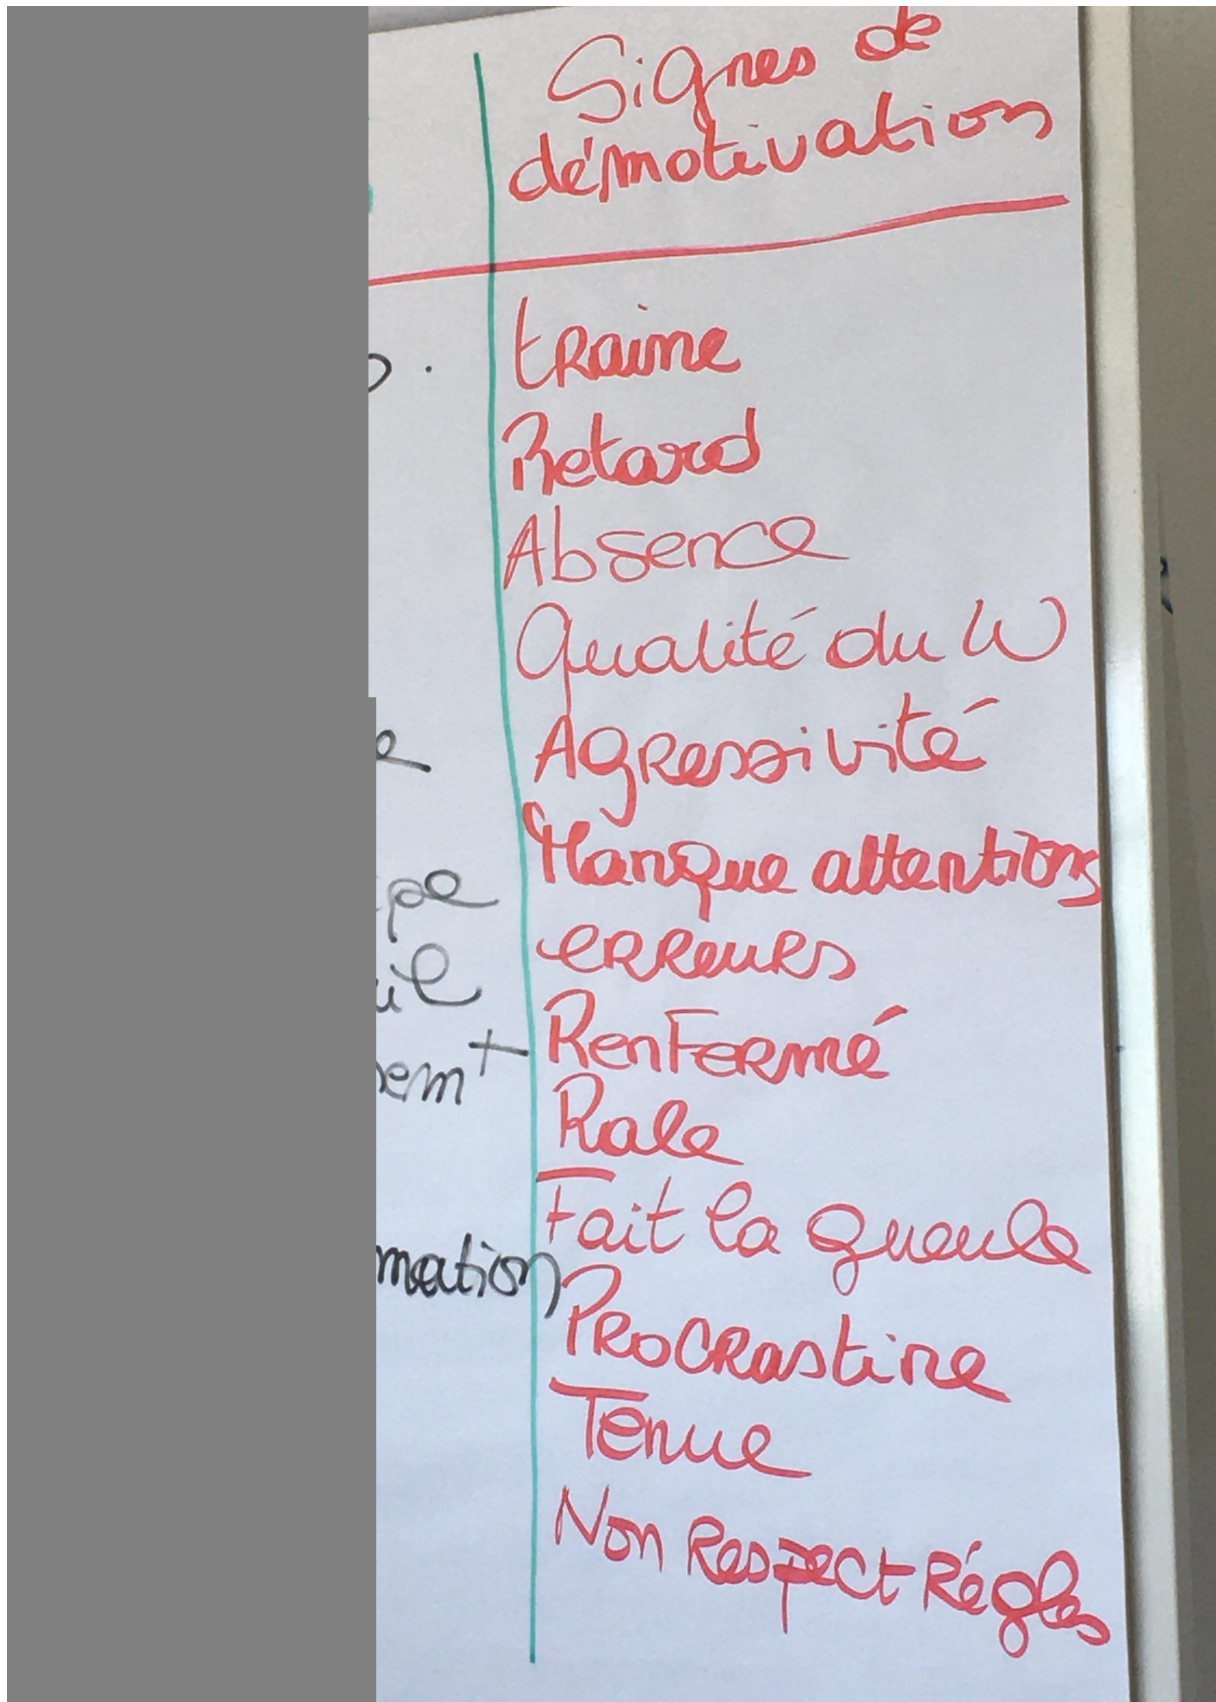 Signes de
démotivation
traine
Retard
Absence
Qualité du W
Agressivité
Manque attentions
erreurs
Renfermé
Rale
Fait la gueule
Procrastine
Tenue
Non Respect Régles